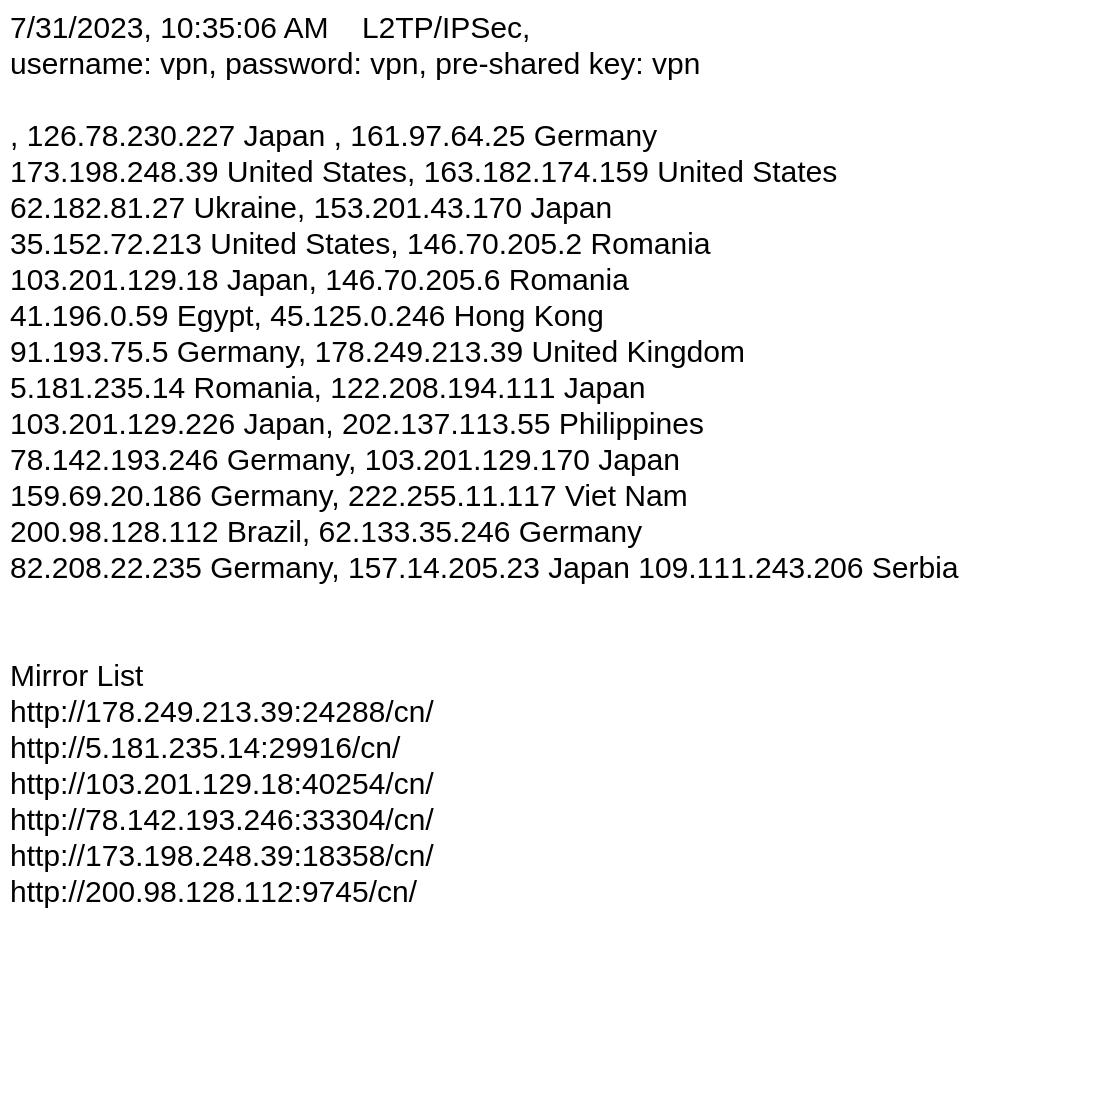 7/31/2023, 10:35:06 AM    L2TP/IPSec,
username: vpn, password: vpn, pre-shared key: vpn
, 126.78.230.227 Japan , 161.97.64.25 Germany
173.198.248.39 United States, 163.182.174.159 United States
62.182.81.27 Ukraine, 153.201.43.170 Japan
35.152.72.213 United States, 146.70.205.2 Romania
103.201.129.18 Japan, 146.70.205.6 Romania
41.196.0.59 Egypt, 45.125.0.246 Hong Kong
91.193.75.5 Germany, 178.249.213.39 United Kingdom
5.181.235.14 Romania, 122.208.194.111 Japan
103.201.129.226 Japan, 202.137.113.55 Philippines
78.142.193.246 Germany, 103.201.129.170 Japan
159.69.20.186 Germany, 222.255.11.117 Viet Nam
200.98.128.112 Brazil, 62.133.35.246 Germany
82.208.22.235 Germany, 157.14.205.23 Japan 109.111.243.206 Serbia
Mirror List
http://178.249.213.39:24288/cn/
http://5.181.235.14:29916/cn/
http://103.201.129.18:40254/cn/
http://78.142.193.246:33304/cn/
http://173.198.248.39:18358/cn/
http://200.98.128.112:9745/cn/